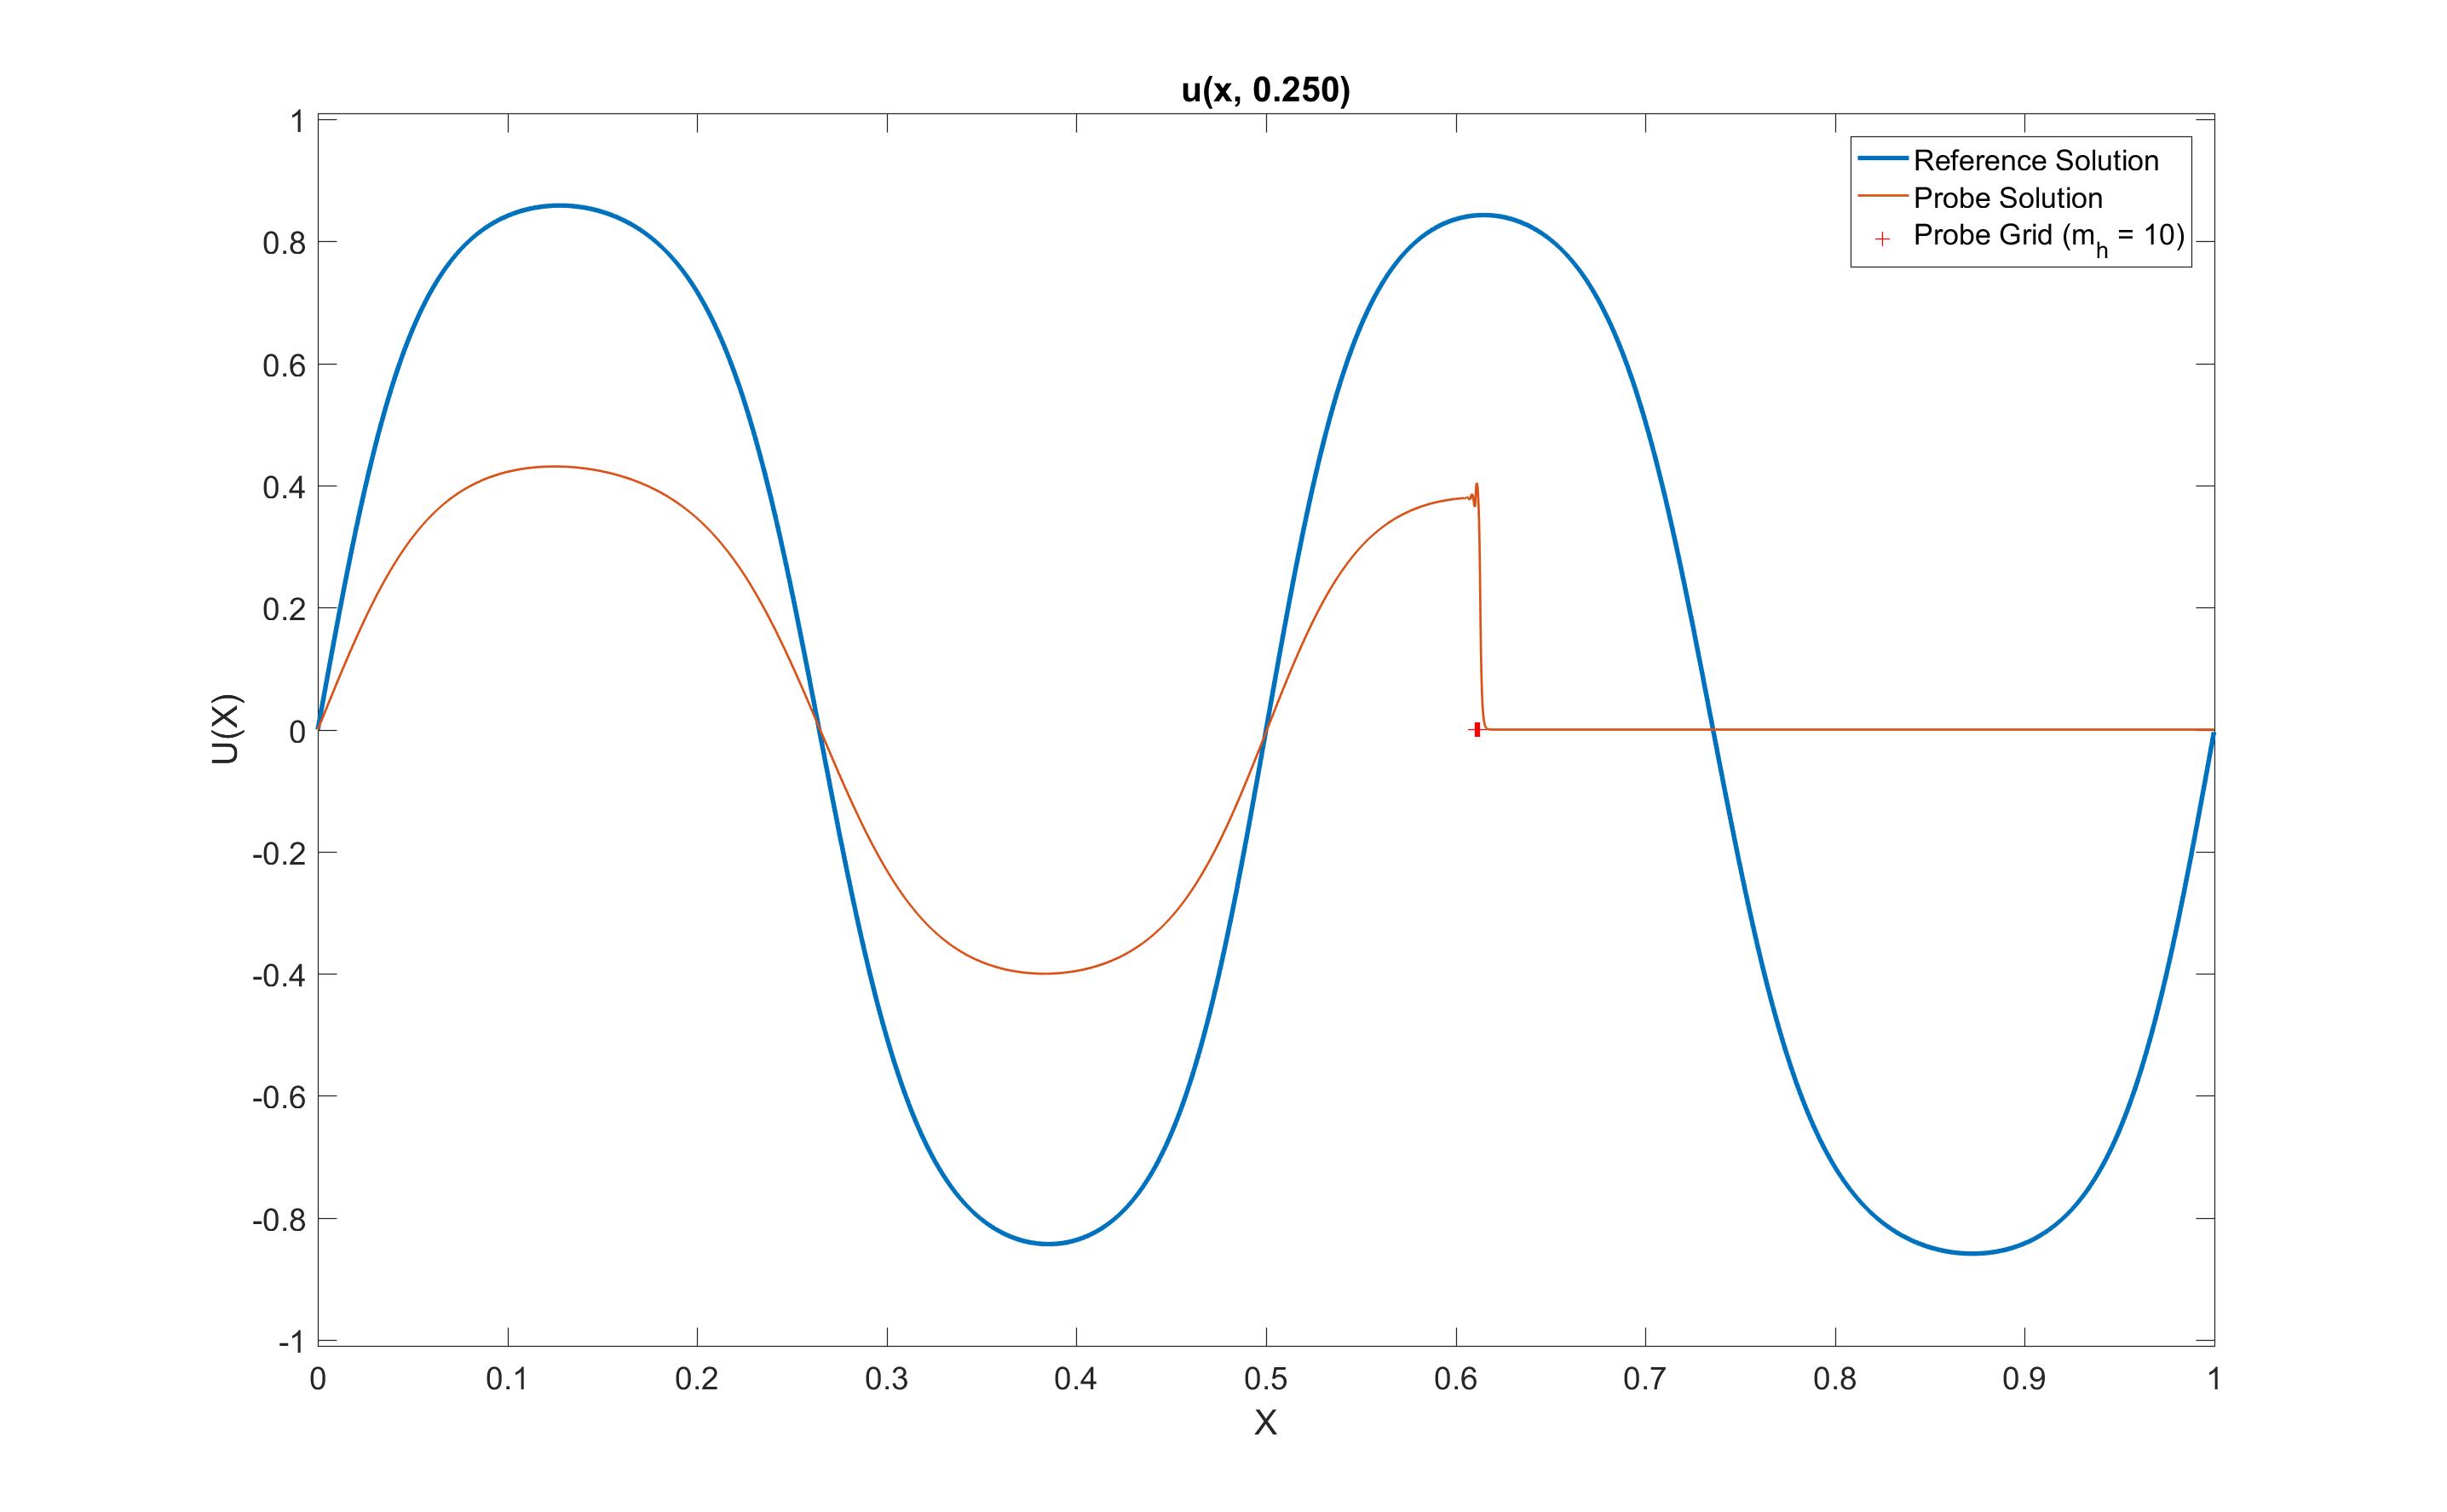 u(x, 0.250)
Reference Solution
Probe Solution
Probe Grid (m_h = 10)
1
0.8
0.6
0.4
0.2
0
-0.2
-0.4
-0.6
-0.8
-1
U(X)
0 0.1 0.2 0.3 0.4 0.5 0.6 0.7 0.8 0.9 1
X